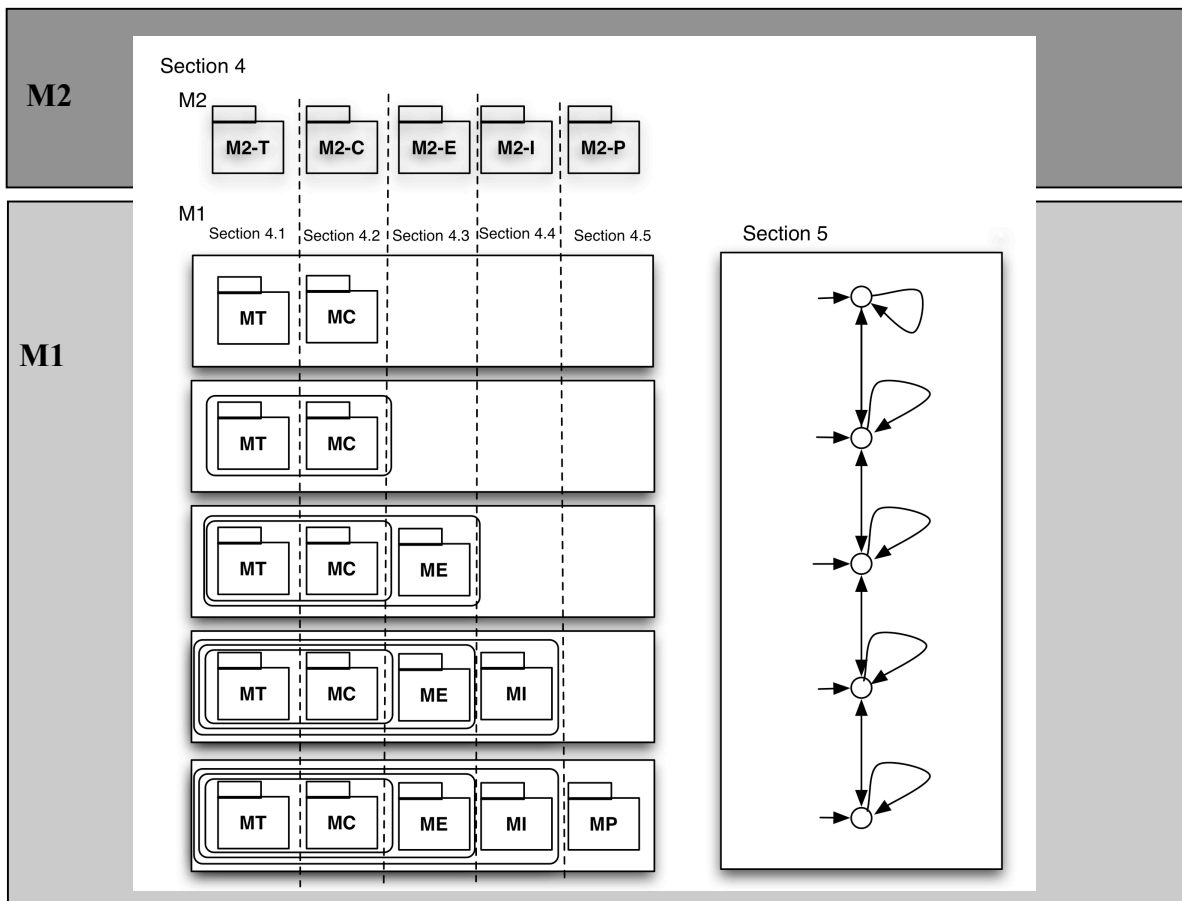 M2
Section 4
M2
M2-T M2-C M2-E M2-I M2-P
M1
M1
Section 4.1 Section 4.2 Section 4.3 Section 4.4 Section 4.5
Section 5
MT MC
MT MC
MT MC ME
MT MC ME MI
MT MC ME MI MP